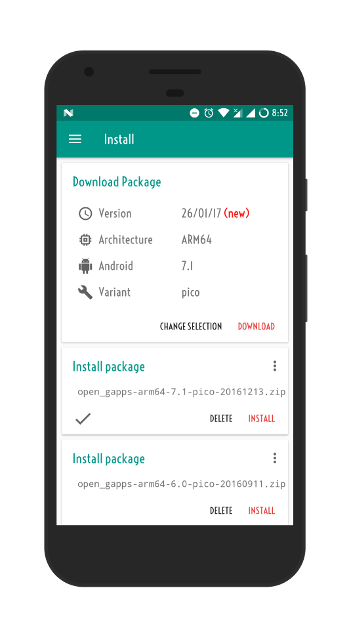 8:52
Install
Download Package
Version 26/01/17 (new)
Architecture ARM64
Android 7.1
Variant pico
CHANGE SELECTION DOWNLOAD
Install package
open_gapps-arm64-7.1-pico-20161213.zip
DELETE INSTALL
Install package
open_gapps-arm64-6.0-pico-20160911.zip
DELETE INSTALL